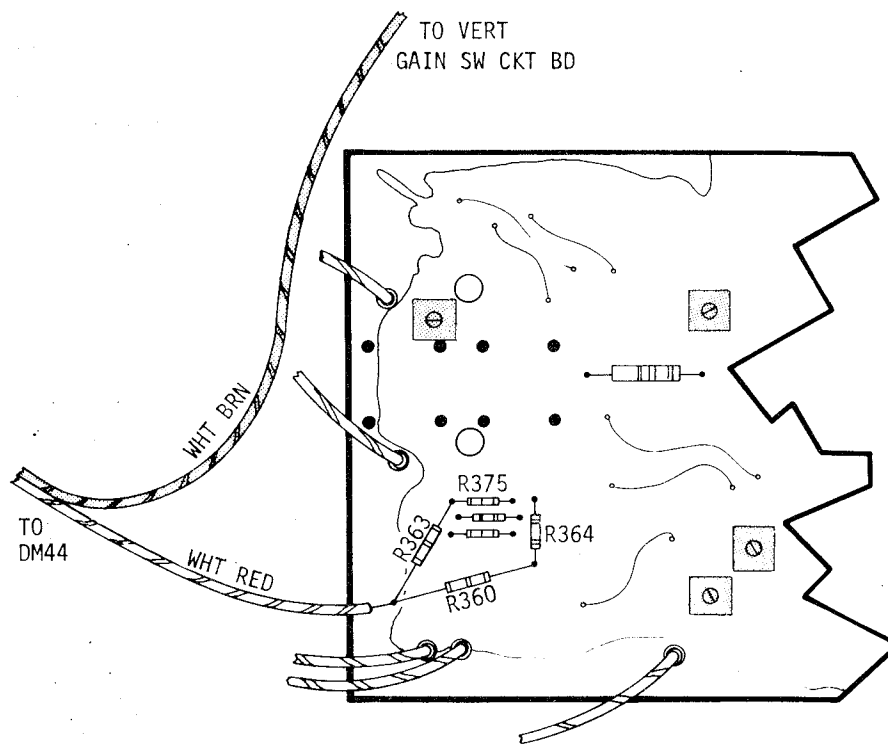 TO VERT
GAIN SW CKT BD
WHT BRN
TO
DM44
WHT RED
R375
R363
R364
R360